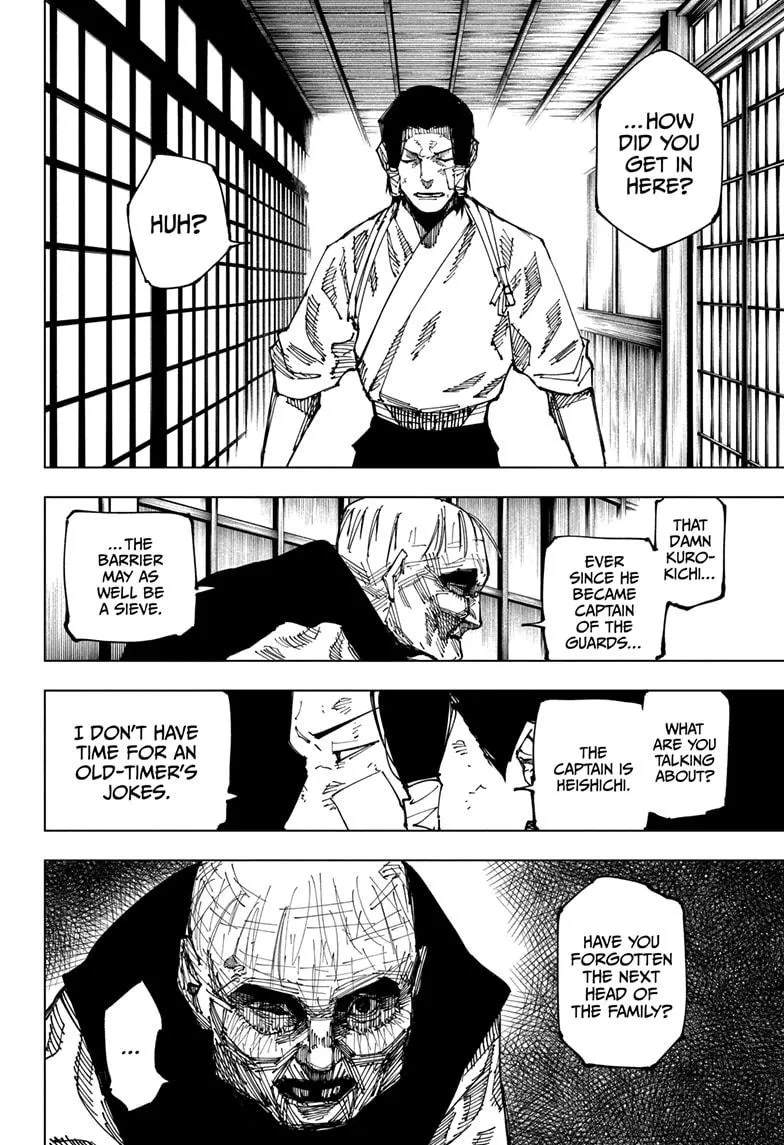 ...HOW
DID YOU
GET IN
HERE?
HUH?
THAT
DAMN
KURO-
KICHI...
EVER
SINCE HE
BECAME
CAPTAIN
OF THE
GUARDS...
...THE
BARRIER
MAY AS
WELL BE
A SIEVE.
WHAT
ARE YOU
TALKING
ABOUT?
THE
CAPTAIN IS
HEISHICHI.
I DON'T HAVE
TIME FOR AN
OLD-TIMER'S
JOKES.
HAVE YOU
FORGOTTEN
THE NEXT
HEAD OF
THE FAMILY?
...